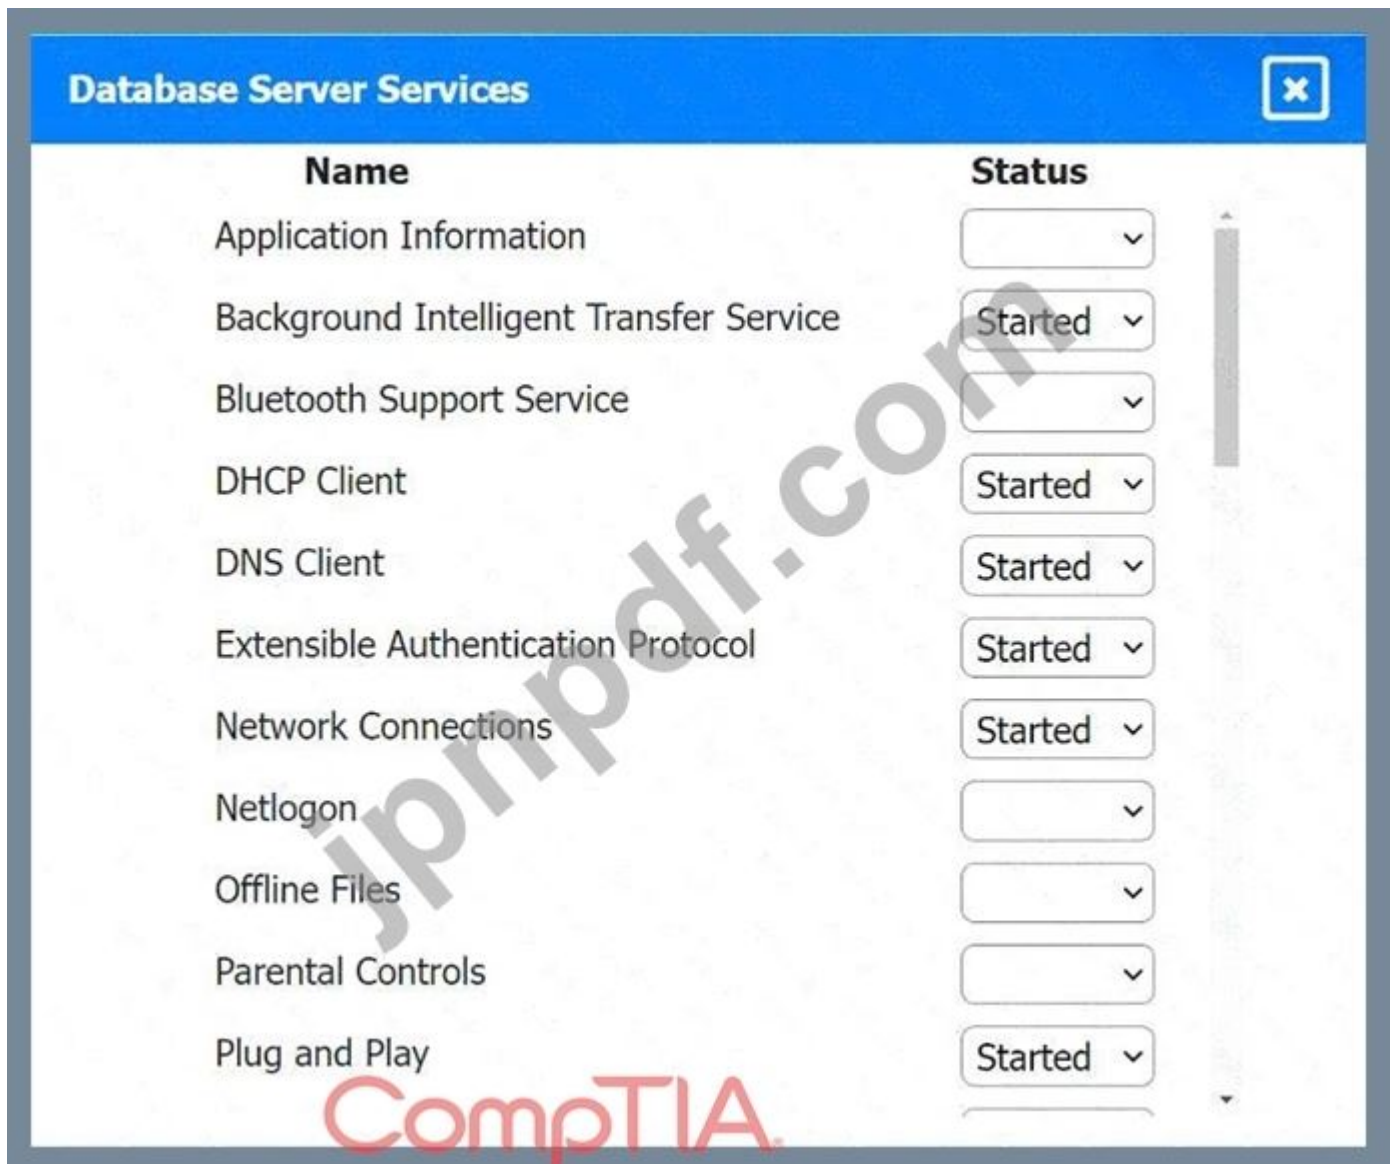 Database Server Services
Name Status
Application Information
Background Intelligent Transfer Service Started
Bluetooth Support Service
DHCP Client Started
DNS Client Started
Extensible Authentication Protocol Started
Network Connections Started
Netlogon
Offline Files
Parental Controls
Plug and Play Started
jpnpdf.com
CompTIA.